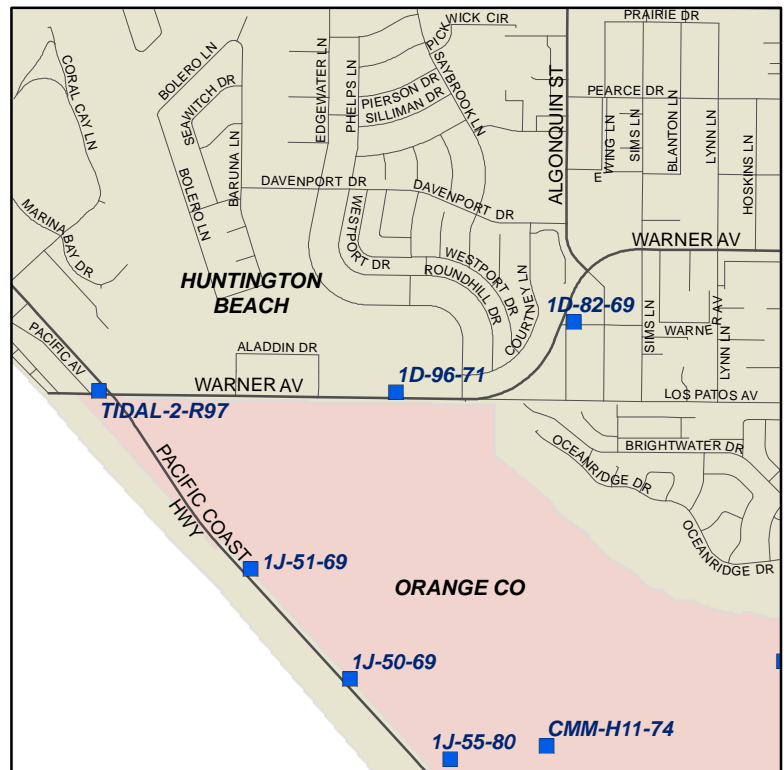 WICK CIR
PRAIRIE DR
PICK
SAYBROOK LN
BOLERO LN
CORAL CAY LN
SEAWITCH DR
EDGEWATER LN
PHELPS LN
PIERSON DR
SILLIMAN DR
ALGONQUIN ST
PEARCE DR
WING LN
SIMS LN
BLANTON LN
LYNN LN
HOSKINS LN
E
BARUNA LN
BOLERO LN
DAVENPORT DR
DAVENPORT DR
MARINA BAY DR
WESTPORT DR
WESTPORT DR
ROUNDHILL DR
COURTNEY LN
WARNER AV
HUNTINGTON
BEACH
1D-82-69
SIMS LN
WARNER AV
LYNN LN
PACIFIC AV
ALADDIN DR
WARNER AV
1D-96-71
LOS PATOS AV
TIDAL-2-R97
BRIGHTWATER DR
OCEANRIDGE DR
OCEANRIDGE DR
PACIFIC COAST
HWY
1J-51-69
ORANGE CO
1J-50-69
1J-55-80
CMM-H11-74